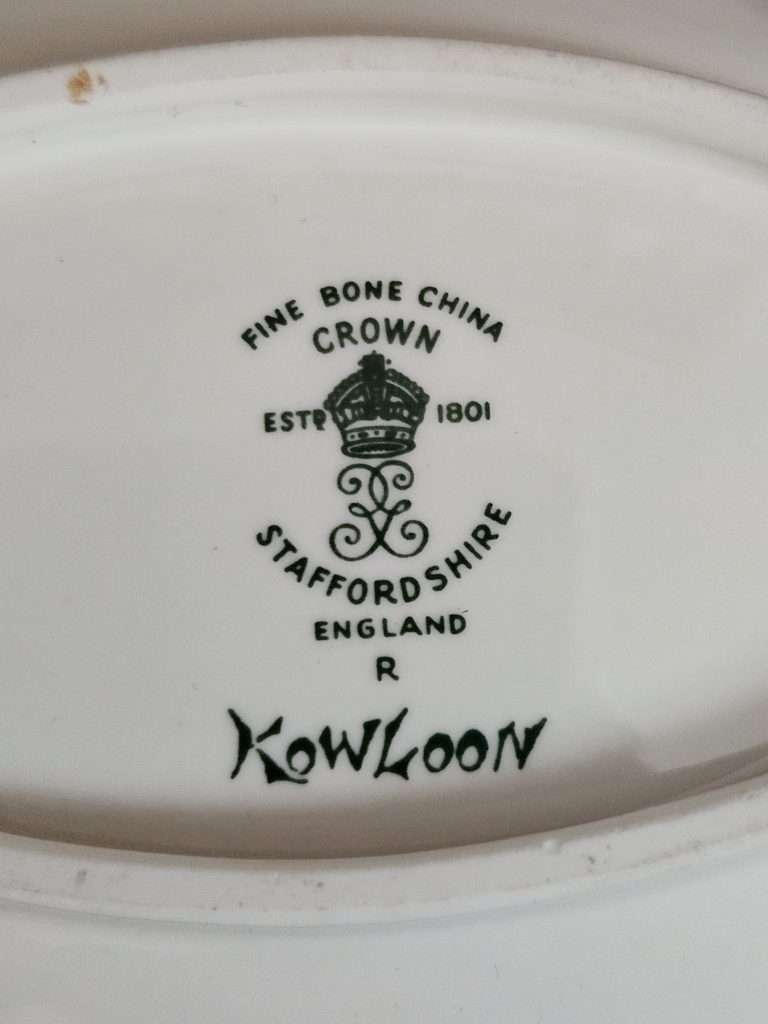 FINE BONE CHINA
CROWN
ESTD 1801
STAFFORDSHIRE
ENGLAND
R
KOWLOON